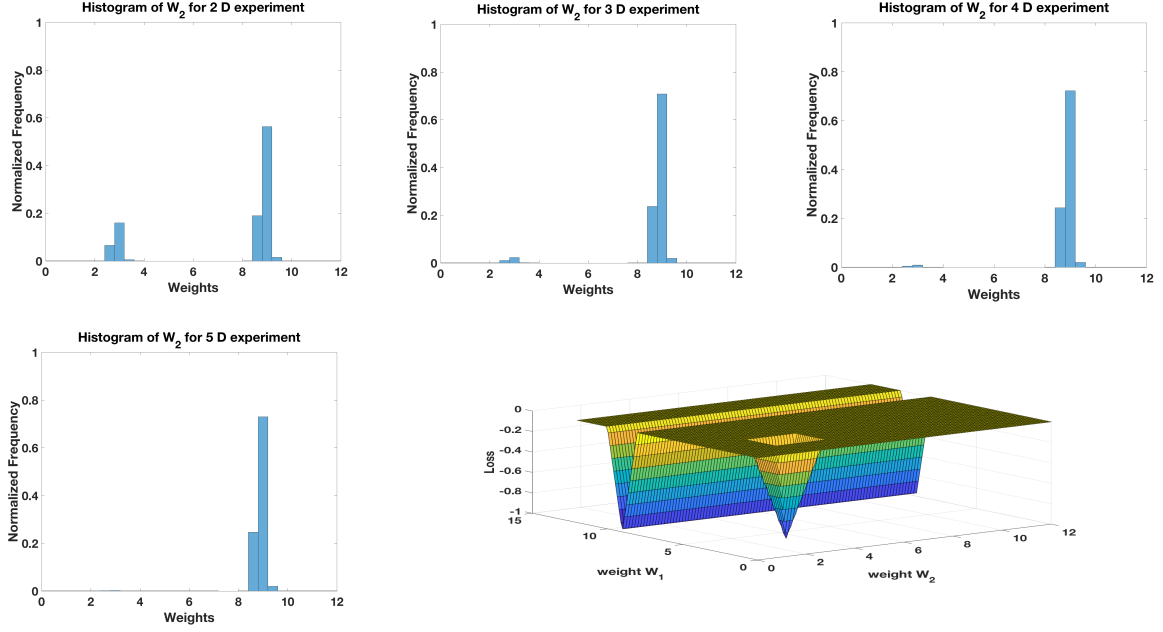 Histogram of W2 for 2 D experiment
Normalized Frequency
1
0.8
0.6
0.4
0.2
0
0 2 4 6 8 10 12
Weights
Histogram of W2 for 3 D experiment
Normalized Frequency
1
0.8
0.6
0.4
0.2
0
0 2 4 6 8 10 12
Weights
Histogram of W2 for 4 D experiment
Normalized Frequency
1
0.8
0.6
0.4
0.2
0
0 2 4 6 8 10 12
Weights
Histogram of W2 for 5 D experiment
Normalized Frequency
1
0.8
0.6
0.4
0.2
0
0 2 4 6 8 10 12
Weights
Loss
0
-0.2
-0.4
-0.6
-0.8
-1
15 10 5 0
weight W1
0 2 4 6 8 10 12
weight W2